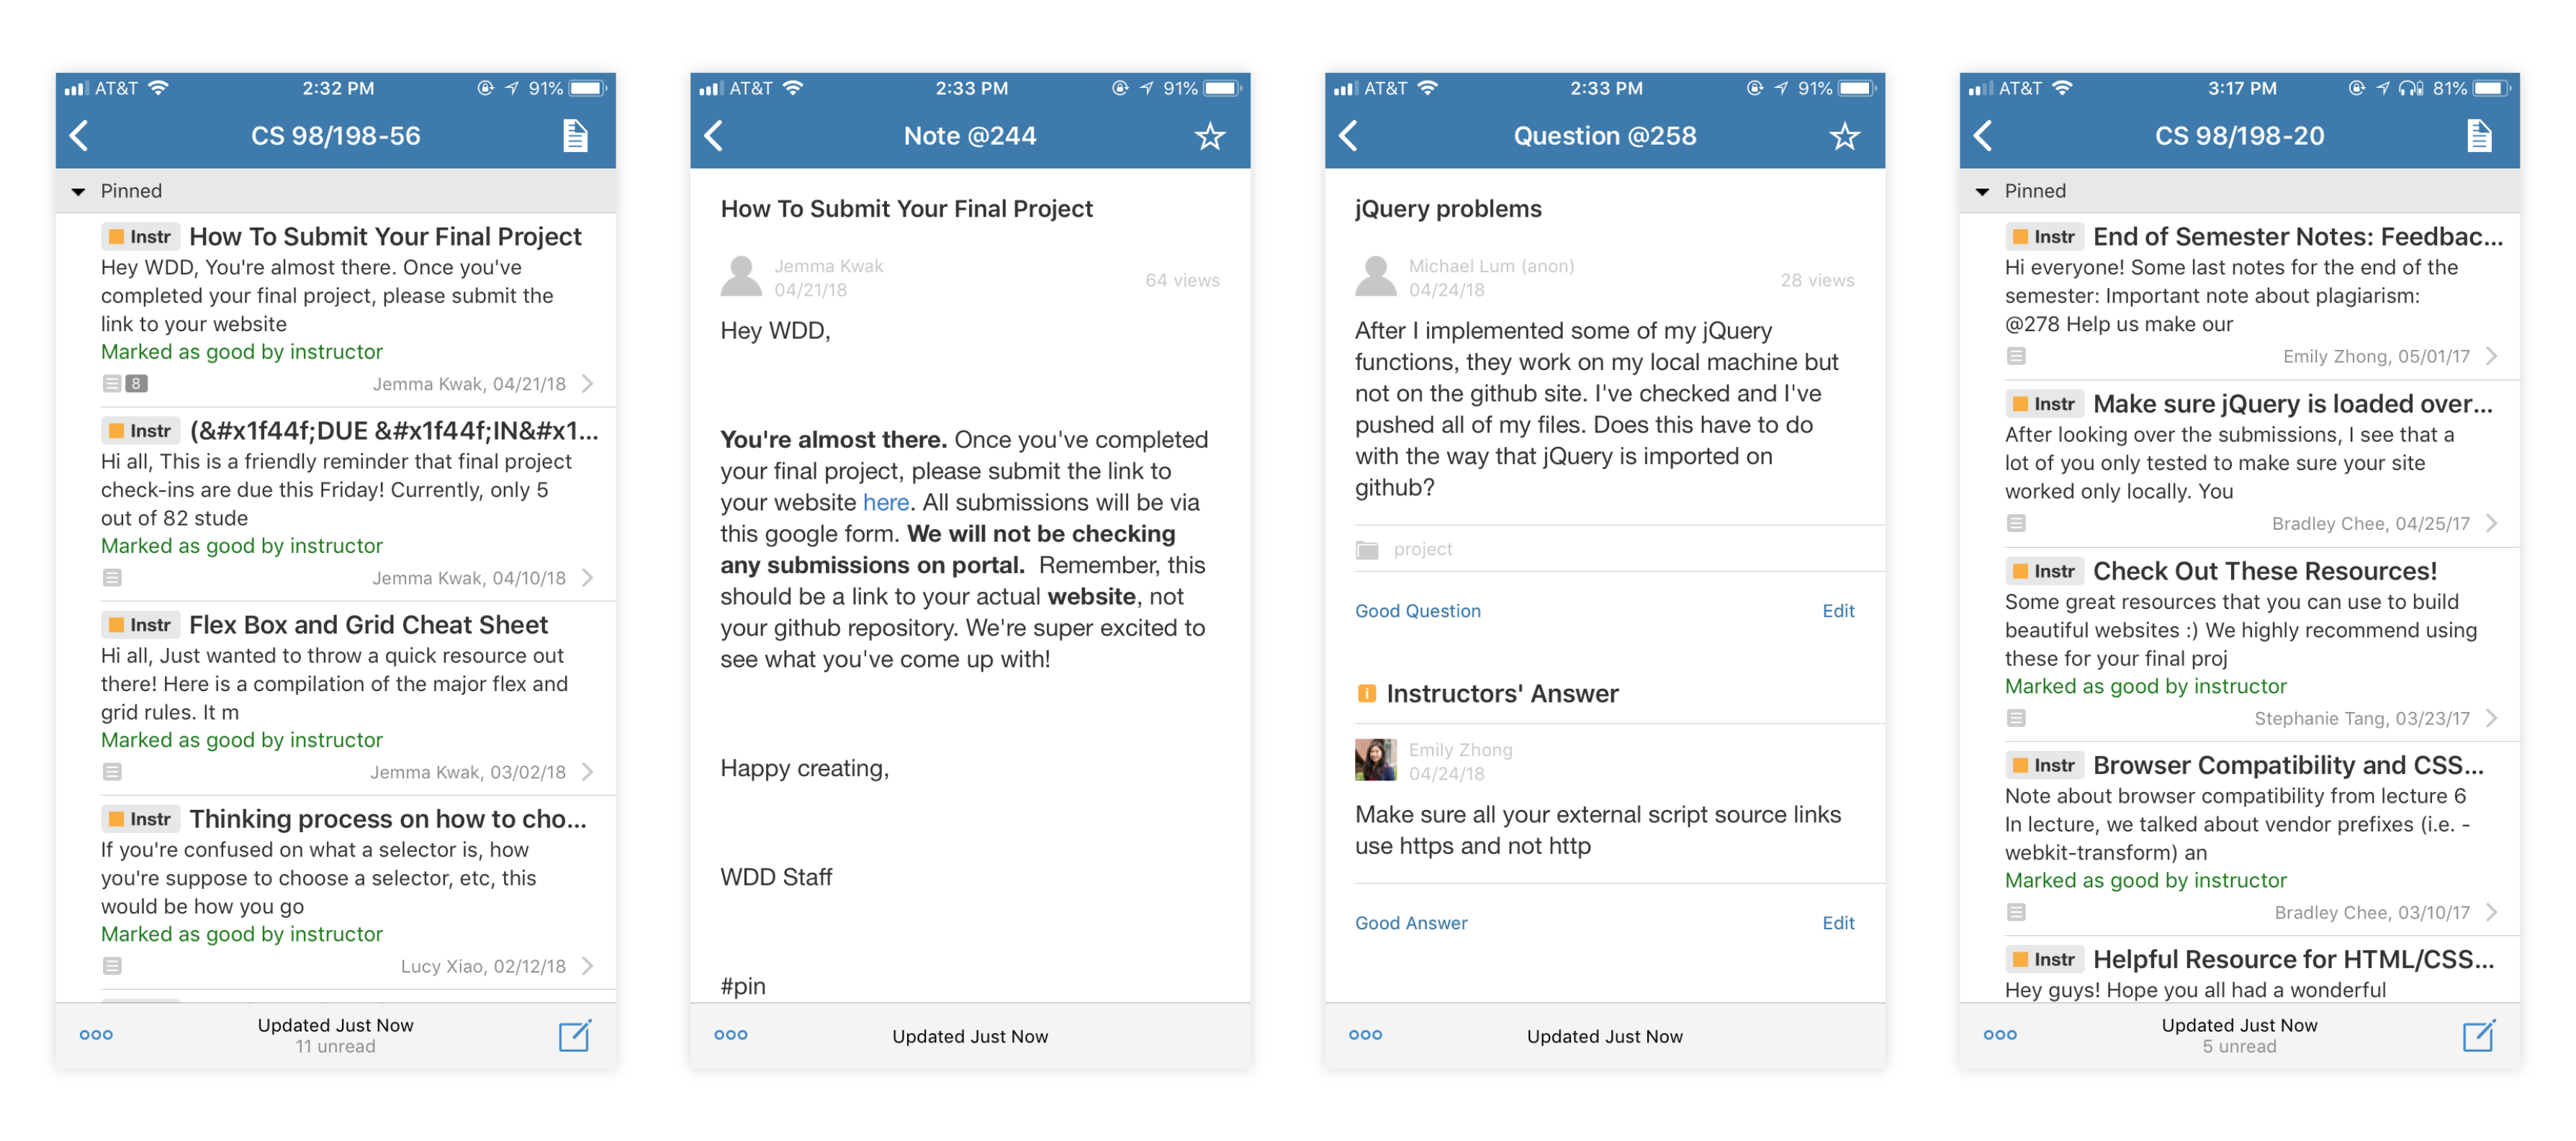 AT&T 2:32 PM 91%
CS 98/198-56
Pinned
Instr How To Submit Your Final Project
Hey WDD, You're almost there. Once you've
completed your final project, please submit the
link to your website
Marked as good by instructor
8 Jemma Kwak, 04/21/18
Instr (&#x1f44f;DUE &#x1f44f;IN&#x1...
Hi all, This is a friendly reminder that final project
check-ins are due this Friday! Currently, only 5
out of 82 stude
Marked as good by instructor
Jemma Kwak, 04/10/18
Instr Flex Box and Grid Cheat Sheet
Hi all, Just wanted to throw a quick resource out
there! Here is a compilation of the major flex and
grid rules. It m
Marked as good by instructor
Jemma Kwak, 03/02/18
Instr Thinking process on how to cho...
If you're confused on what a selector is, how
you're suppose to choose a selector, etc, this
would be how you go
Marked as good by instructor
Lucy Xiao, 02/12/18
Updated Just Now
11 unread
AT&T 2:33 PM 91%
Note @244
How To Submit Your Final Project
Jemma Kwak
04/21/18
64 views
Hey WDD,
You're almost there. Once you've completed
your final project, please submit the link to
your website here. All submissions will be via
this google form. We will not be checking
any submissions on portal. Remember, this
should be a link to your actual website, not
your github repository. We're super excited to
see what you've come up with!
Happy creating,
WDD Staff
#pin
Updated Just Now
AT&T 2:33 PM 91%
Question @258
jQuery problems
Michael Lum (anon)
04/24/18
28 views
After I implemented some of my jQuery
functions, they work on my local machine but
not on the github site. I've checked and I've
pushed all of my files. Does this have to do
with the way that jQuery is imported on
github?
project
Good Question Edit
i Instructors' Answer
Emily Zhong
04/24/18
Make sure all your external script source links
use https and not http
Good Answer Edit
Updated Just Now
AT&T 3:17 PM 81%
CS 98/198-20
Pinned
Instr End of Semester Notes: Feedbac...
Hi everyone! Some last notes for the end of the
semester: Important note about plagiarism:
@278 Help us make our
Emily Zhong, 05/01/17
Instr Make sure jQuery is loaded over...
After looking over the submissions, I see that a
lot of you only tested to make sure your site
worked only locally. You
Bradley Chee, 04/25/17
Instr Check Out These Resources!
Some great resources that you can use to build
beautiful websites :) We highly recommend using
these for your final proj
Marked as good by instructor
Stephanie Tang, 03/23/17
Instr Browser Compatibility and CSS...
Note about browser compatibility from lecture 6
In lecture, we talked about vendor prefixes (i.e. -
webkit-transform) an
Marked as good by instructor
Bradley Chee, 03/10/17
Instr Helpful Resource for HTML/CSS...
Hey guys! Hope you all had a wonderful
Updated Just Now
5 unread